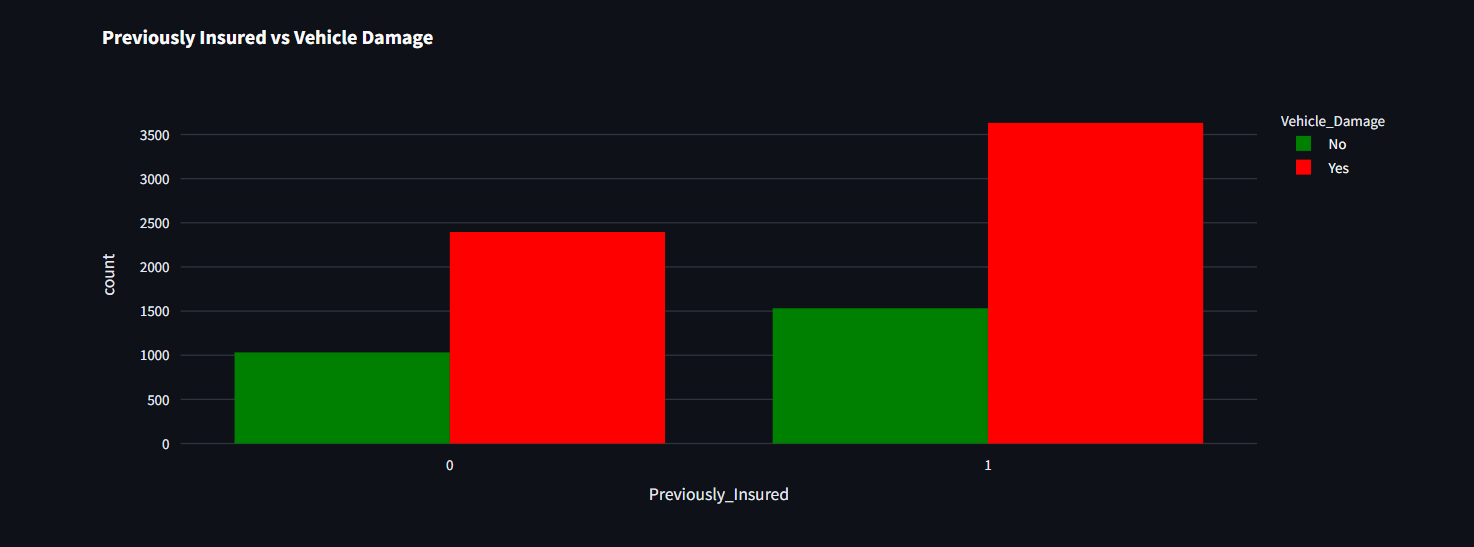 Previously Insured vs Vehicle Damage
Vehicle_Damage
No
Yes
3500
3000
2500
2000
1500
1000
500
0
count
0 1
Previously_Insured